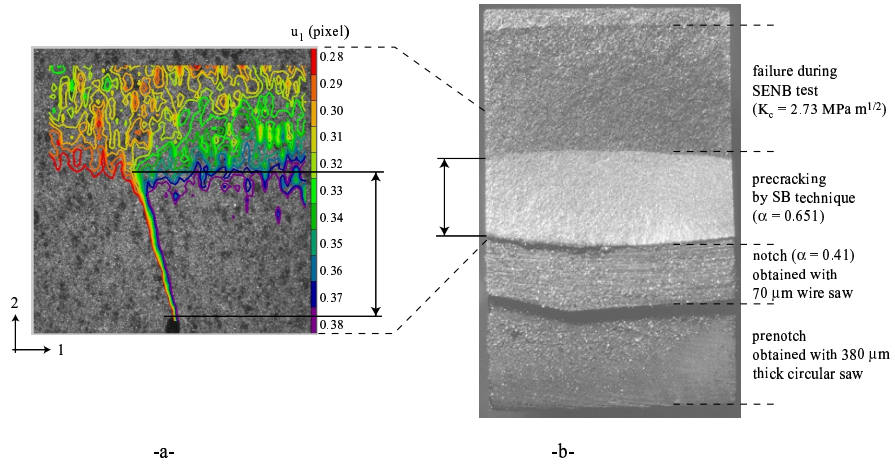 u1 (pixel)
0.28
0.29
0.30
0.31
0.32
0.33
0.34
0.35
0.36
0.37
0.38
2
1
failure during
SENB test
(Kc = 2.73 MPa m1/2)
precracking
by SB technique
(α = 0.651)
notch (α = 0.41)
obtained with
70 µm wire saw
prenotch
obtained with 380 µm
thick circular saw
-a-
-b-